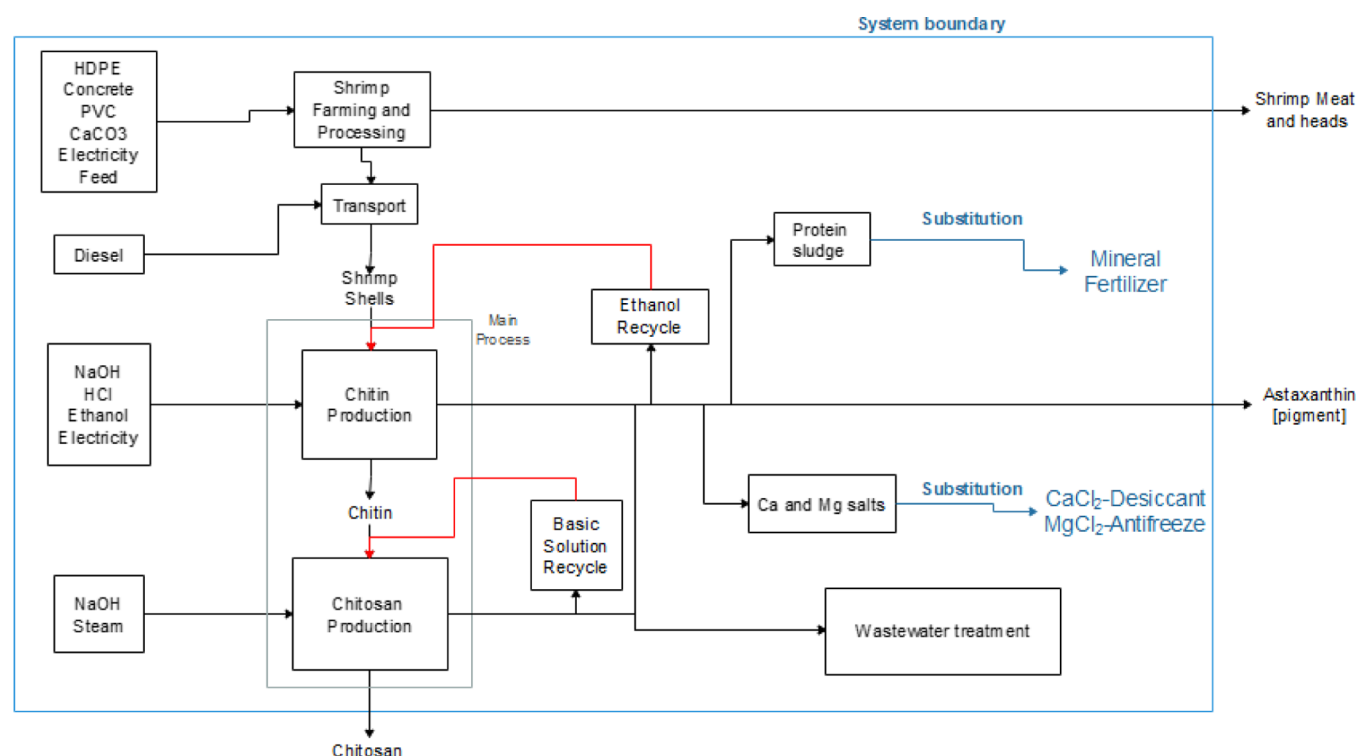 System boundary
HDPE
Concrete
PVC
CaCO3
Electricity
Feed
Shrimp
Farming and
Processing
Shrimp Meat
and heads
Transport
Diesel
Shrimp
Shells
Protein
sludge
Substitution
Mineral
Fertilizer
Ethanol
Recycle
Main
Process
NaOH
HCl
Ethanol
Electricity
Chitin
Production
Astaxanthin
[pigment]
Chitin
Basic
Solution
Recycle
Ca and Mg salts
Substitution
CaCl₂-Desiccant
MgCl₂-Antifreeze
NaOH
Steam
Chitosan
Production
Wastewater treatment
Chitosan